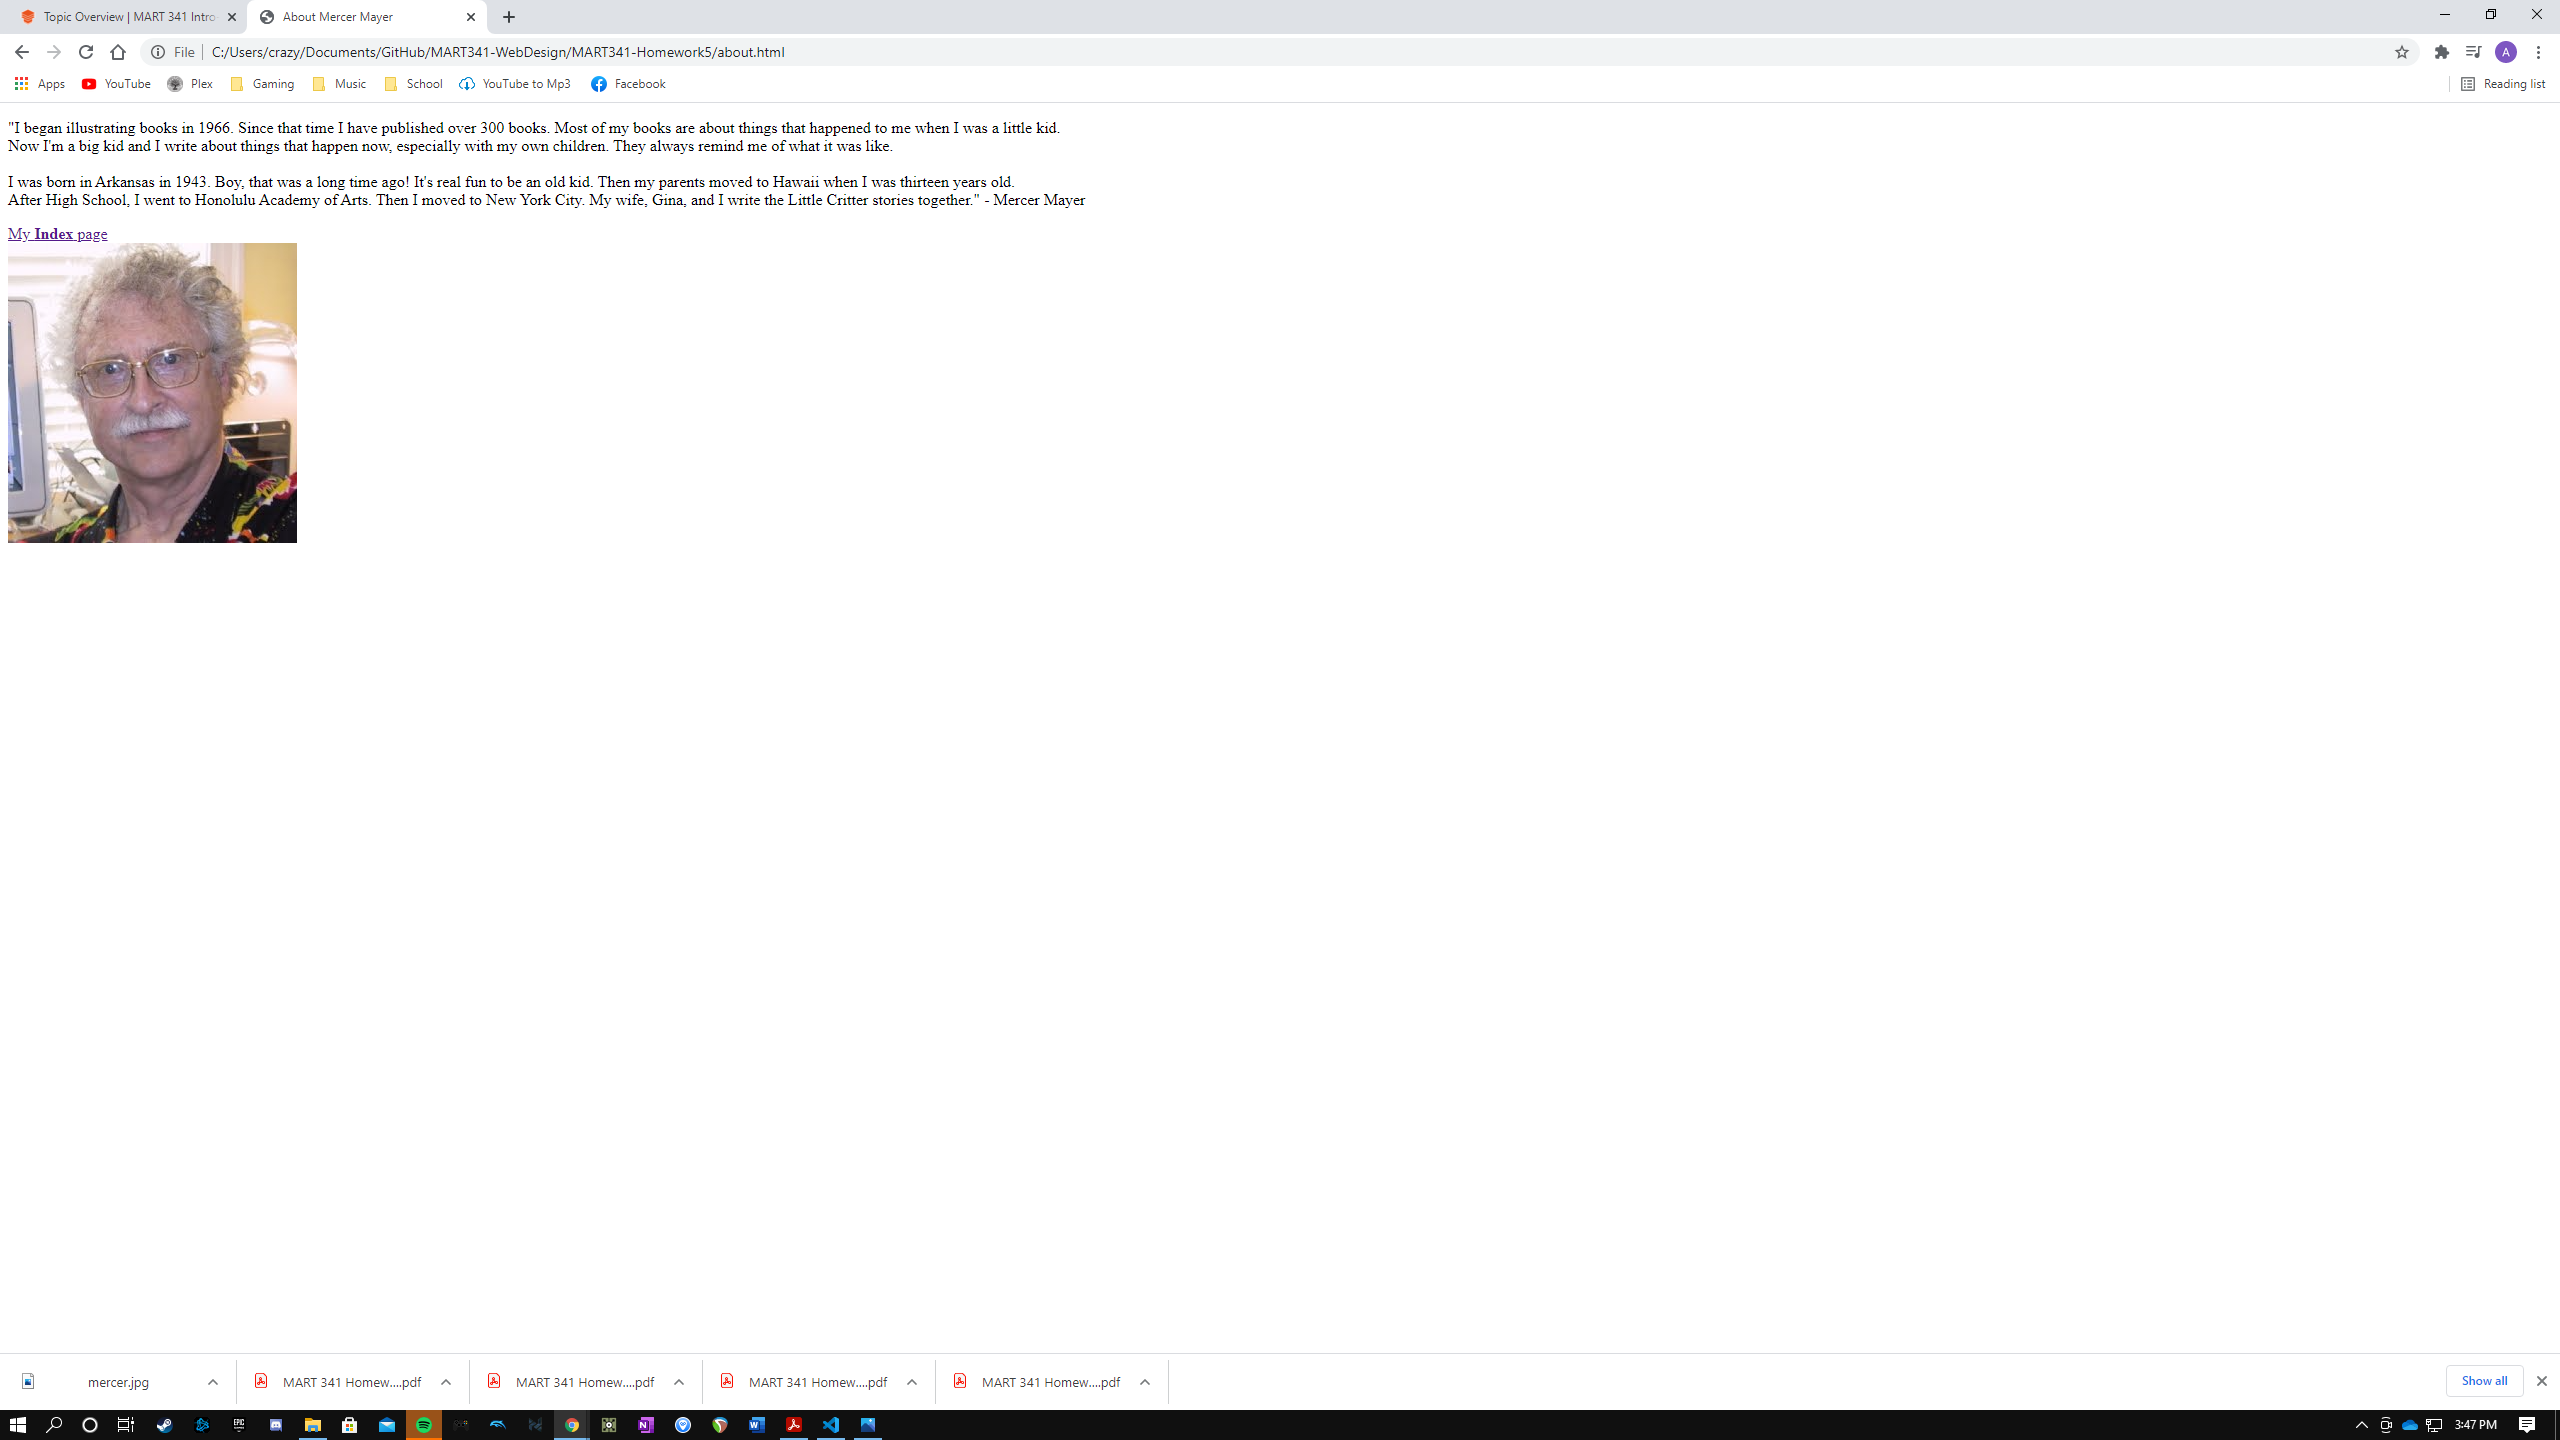 Topic Overview | MART 341 Intro
About Mercer Mayer
File
C:/Users/crazy/Documents/GitHub/MART341-WebDesign/MART341-Homework5/about.html
A
Apps
YouTube
Plex
Gaming
Music
School
YouTube to Mp3
Facebook
Reading list
"I began illustrating books in 1966. Since that time I have published over 300 books. Most of my books are about things that happened to me when I was a little kid.
Now I'm a big kid and I write about things that happen now, especially with my own children. They always remind me of what it was like.
I was born in Arkansas in 1943. Boy, that was a long time ago! It's real fun to be an old kid. Then my parents moved to Hawaii when I was thirteen years old.
After High School, I went to Honolulu Academy of Arts. Then I moved to New York City. My wife, Gina, and I write the Little Critter stories together." - Mercer Mayer
My Index page
mercer.jpg
MART 341 Homew....pdf
MART 341 Homew....pdf
MART 341 Homew....pdf
MART 341 Homew....pdf
Show all
EPIC
N
W
3:47 PM